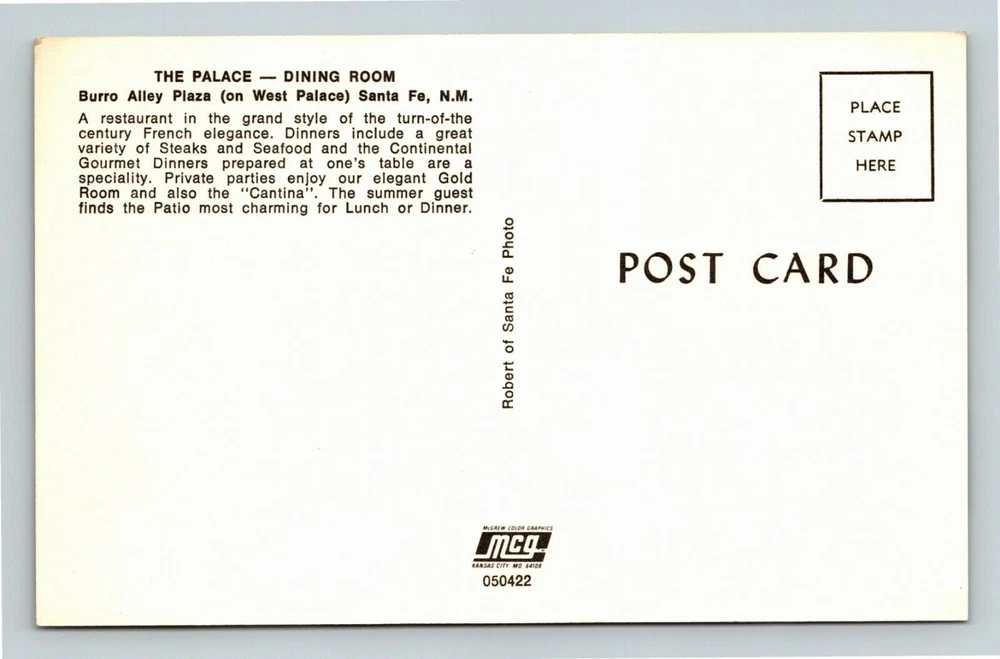 THE PALACE — DINING ROOM
Burro Alley Plaza (on West Palace) Santa Fe, N.M.
A restaurant in the grand style of the turn-of-the
century French elegance. Dinners include a great
variety of Steaks and Seafood and the Continental
Gourmet Dinners prepared at one's table are a
speciality. Private parties enjoy our elegant Gold
Room and also the "Cantina". The summer guest
finds the Patio most charming for Lunch or Dinner.
Robert of Santa Fe Photo
PLACE
STAMP
HERE
POST CARD
McGREW COLOR GRAPHICS
mcg
KANSAS CITY MO 64108
050422